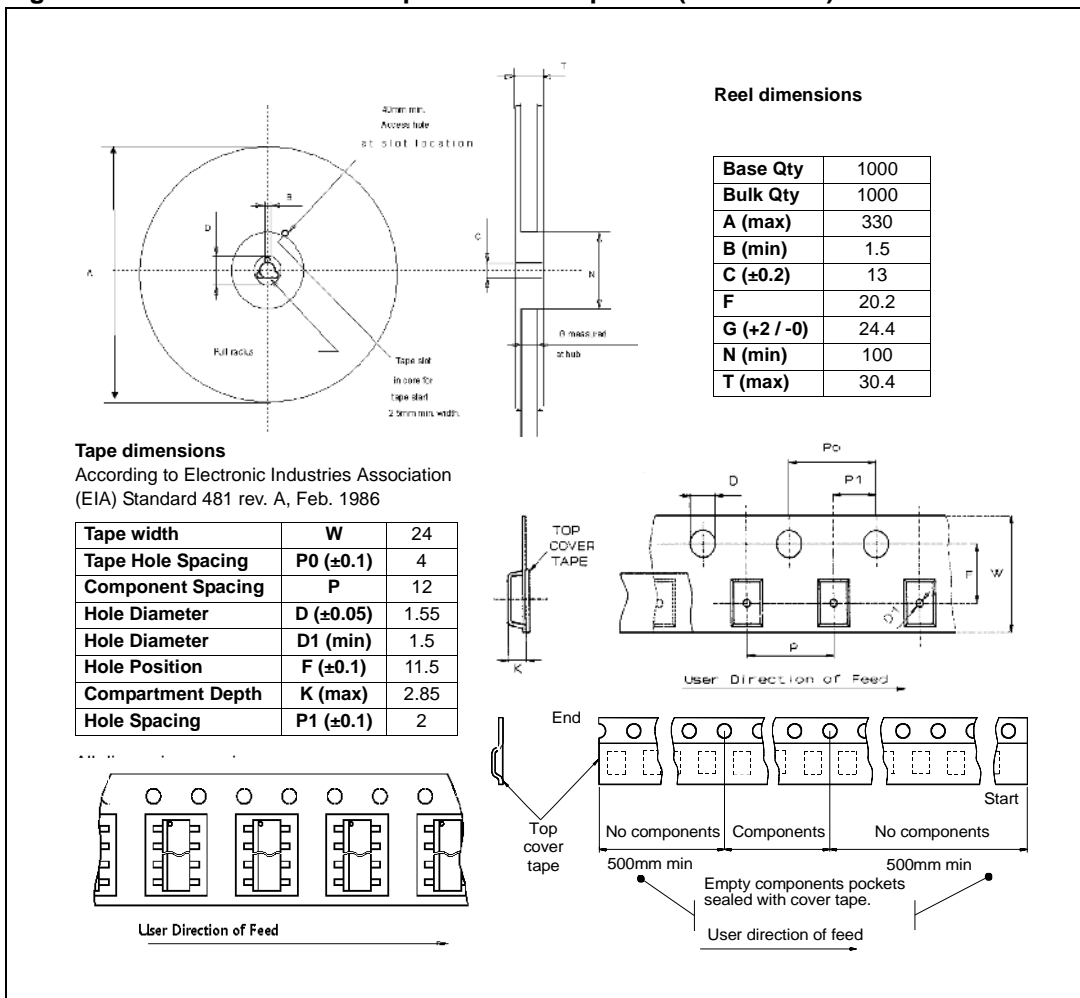 T
40mm min.
Access hole
at slot location
B
D
A
C
N
Full radius
Tape slot
in core for
tape start
2.5mm min. width.
G measured
at hub
Reel dimensions
Base Qty 1000
Bulk Qty 1000
A (max) 330
B (min) 1.5
C (±0.2) 13
F 20.2
G (+2 / -0) 24.4
N (min) 100
T (max) 30.4
Tape dimensions
According to Electronic Industries Association
(EIA) Standard 481 rev. A, Feb. 1986
Tape width W 24
Tape Hole Spacing P0 (±0.1) 4
Component Spacing P 12
Hole Diameter D (±0.05) 1.55
Hole Diameter D1 (min) 1.5
Hole Position F (±0.1) 11.5
Compartment Depth K (max) 2.85
Hole Spacing P1 (±0.1) 2
Po
D
P1
TOP
COVER
TAPE
F
W
D1
K
P
User Direction of Feed
End
Start
Top
cover
tape
No components
Components
No components
500mm min
500mm min
Empty components pockets
sealed with cover tape.
User direction of feed
User Direction of Feed